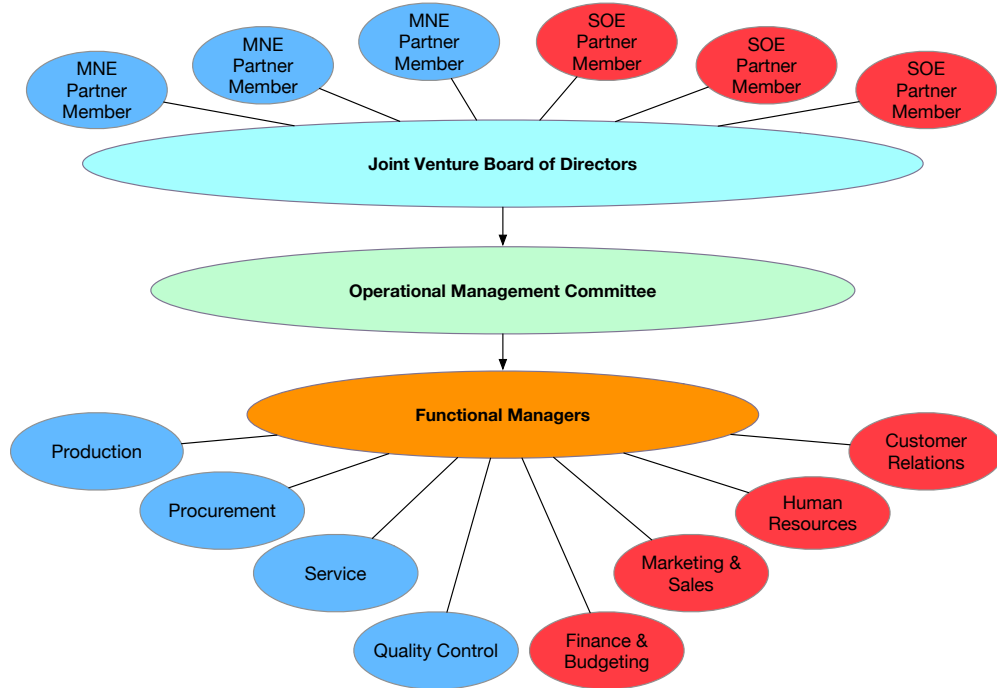 MNE
Partner
Member
MNE
Partner
Member
MNE
Partner
Member
SOE
Partner
Member
SOE
Partner
Member
SOE
Partner
Member
Joint Venture Board of Directors
Operational Management Committee
Functional Managers
Production
Procurement
Service
Quality Control
Finance &
Budgeting
Marketing &
Sales
Human
Resources
Customer
Relations